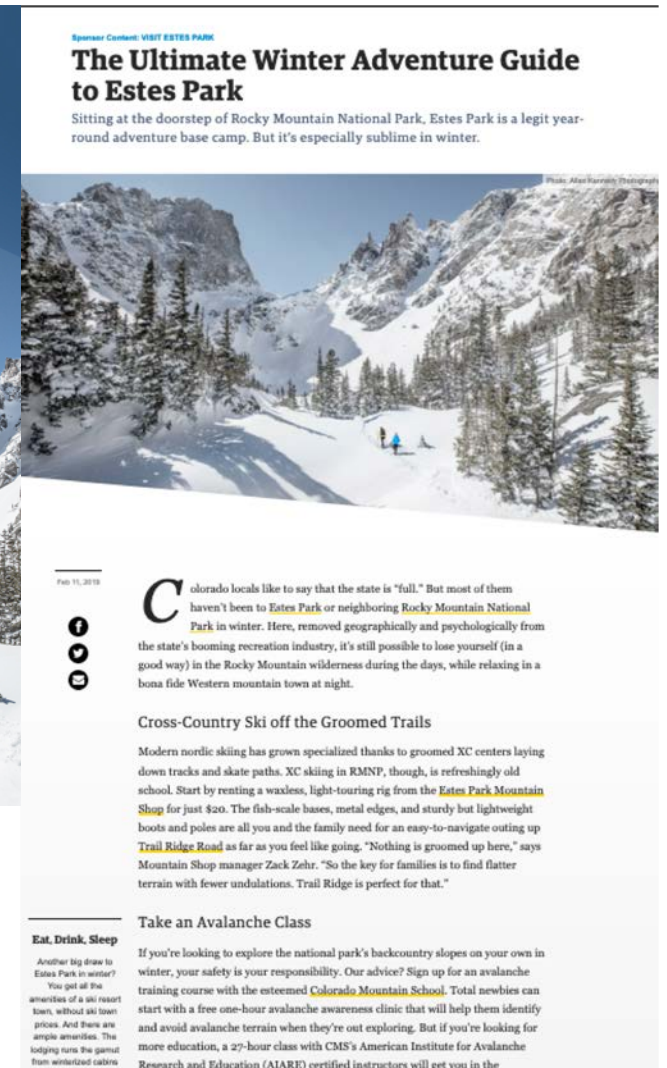 Sponsor Content: VISIT ESTES PARK
The Ultimate Winter Adventure Guide
to Estes Park
Sitting at the doorstep of Rocky Mountain National Park, Estes Park is a legit year-
round adventure base camp. But it's especially sublime in winter.
Photo: Allen
Feb 11, 2019
Colorado locals like to say that the state is "full." But most of them
haven't been to Estes Park or neighboring Rocky Mountain National
Park in winter. Here, removed geographically and psychologically from
the state's booming recreation industry, it's still possible to lose yourself (in a
good way) in the Rocky Mountain wilderness during the days, while relaxing in a
bona fide Western mountain town at night.
Cross-Country Ski off the Groomed Trails
Modern nordic skiing has grown specialized thanks to groomed XC centers laying
down tracks and skate paths. XC skiing in RMNP, though, is refreshingly old
school. Start by renting a waxless, light-touring rig from the Estes Park Mountain
Shop for just $20. The fish-scale bases, metal edges, and sturdy but lightweight
boots and poles are all you and the family need for an easy-to-navigate outing up
Trail Ridge Road as far as you feel like going. "Nothing is groomed up here," says
Mountain Shop manager Zack Zehr. "So the key for families is to find flatter
terrain with fewer undulations. Trail Ridge is perfect for that."
Take an Avalanche Class
If you're looking to explore the national park's backcountry slopes on your own in
winter, your safety is your responsibility. Our advice? Sign up for an avalanche
training course with the esteemed Colorado Mountain School. Total newbies can
start with a free one-hour avalanche awareness clinic that will help them identify
and avoid avalanche terrain when they're out exploring. But if you're looking for
more education, a 27-hour class with CMS's American Institute for Avalanche
Research and Education (AIARE) certified instructors will get you in the
Eat, Drink, Sleep
Another big draw to
Estes Park in winter?
You get all the
amenities of a ski resort
town, without ski town
prices. And there are
ample amenities. The
lodging runs the gamut
from winterized cabins